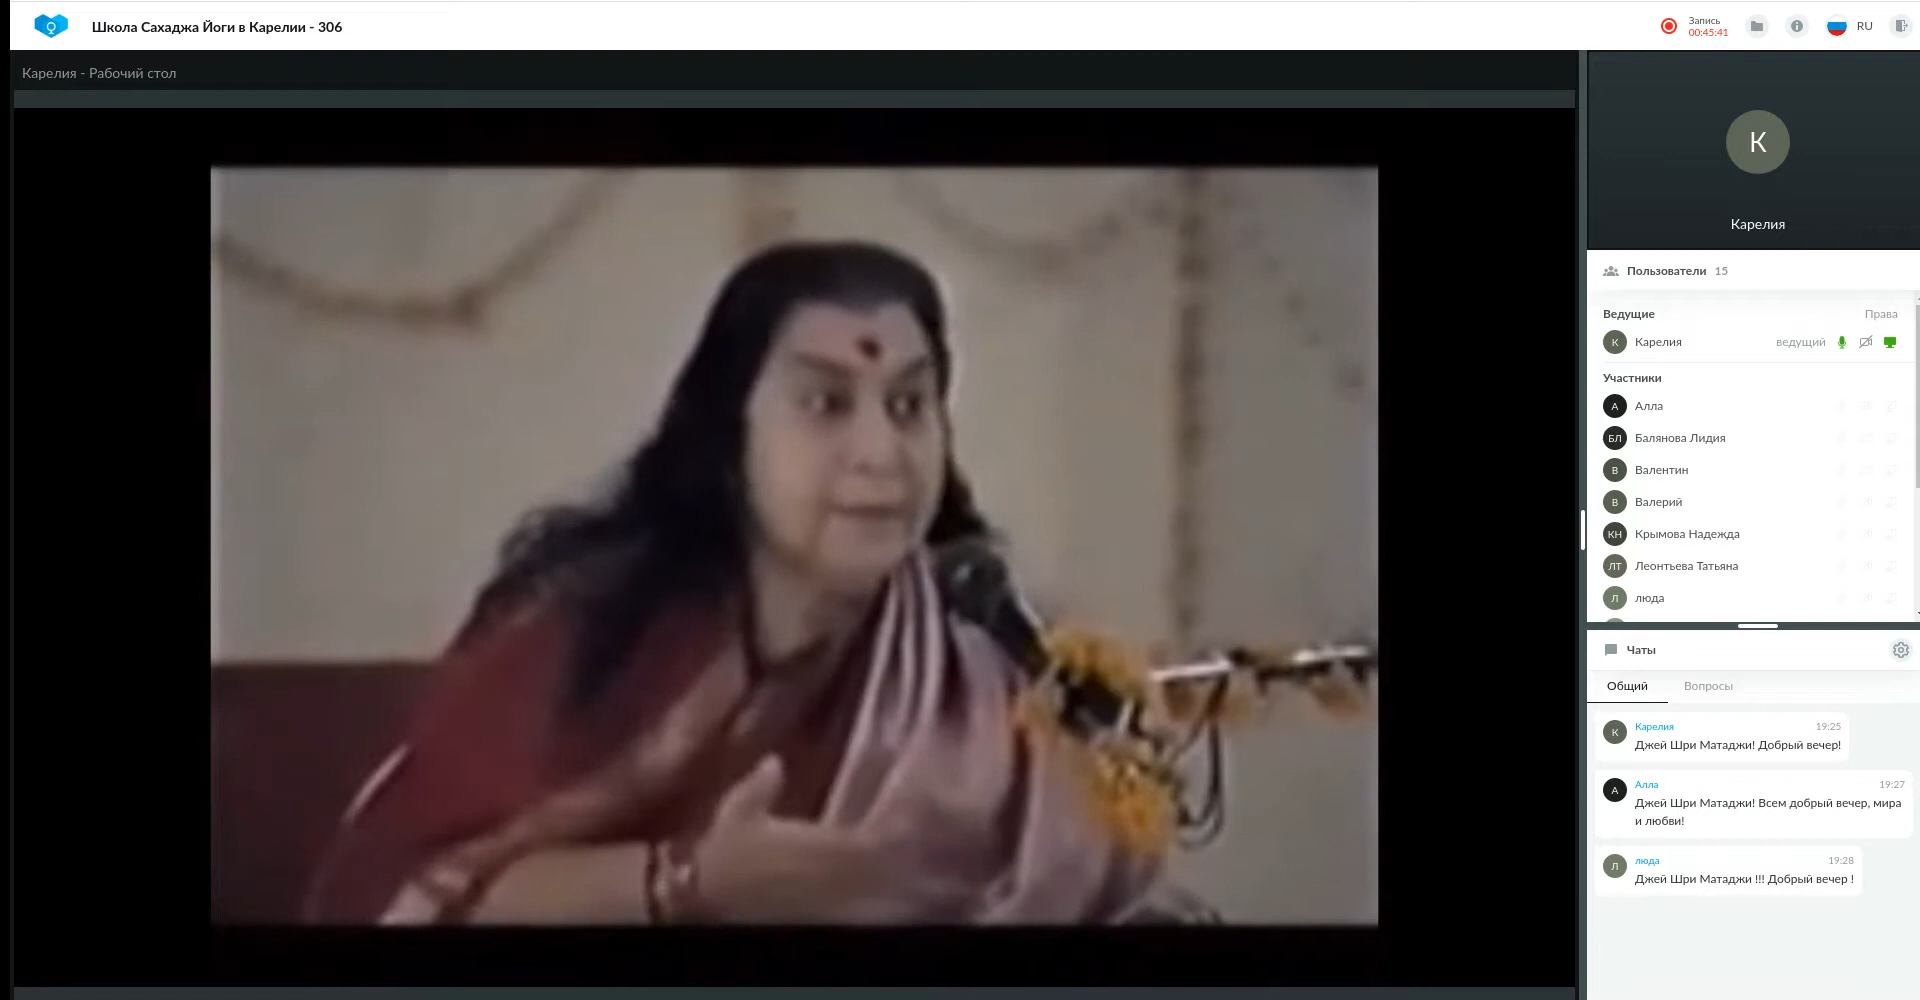 Школа Сахаджа Йоги в Карелии - 306
Запись
00:45:41
RU
Карелия - Рабочий стол
К
Карелия
Пользователи 15
Ведущие Права
К Карелия ведущий
Участники
А Алла
БЛ Балянова Лидия
В Валентин
В Валерий
КН Крымова Надежда
ЛТ Леонтьева Татьяна
Л люда
Чаты
Общий Вопросы
К Карелия 19:25
Джей Шри Матаджи! Добрый вечер!
А Алла 19:27
Джей Шри Матаджи! Всем добрый вечер, мира
и любви!
Л люда 19:28
Джей Шри Матаджи !!! Добрый вечер !